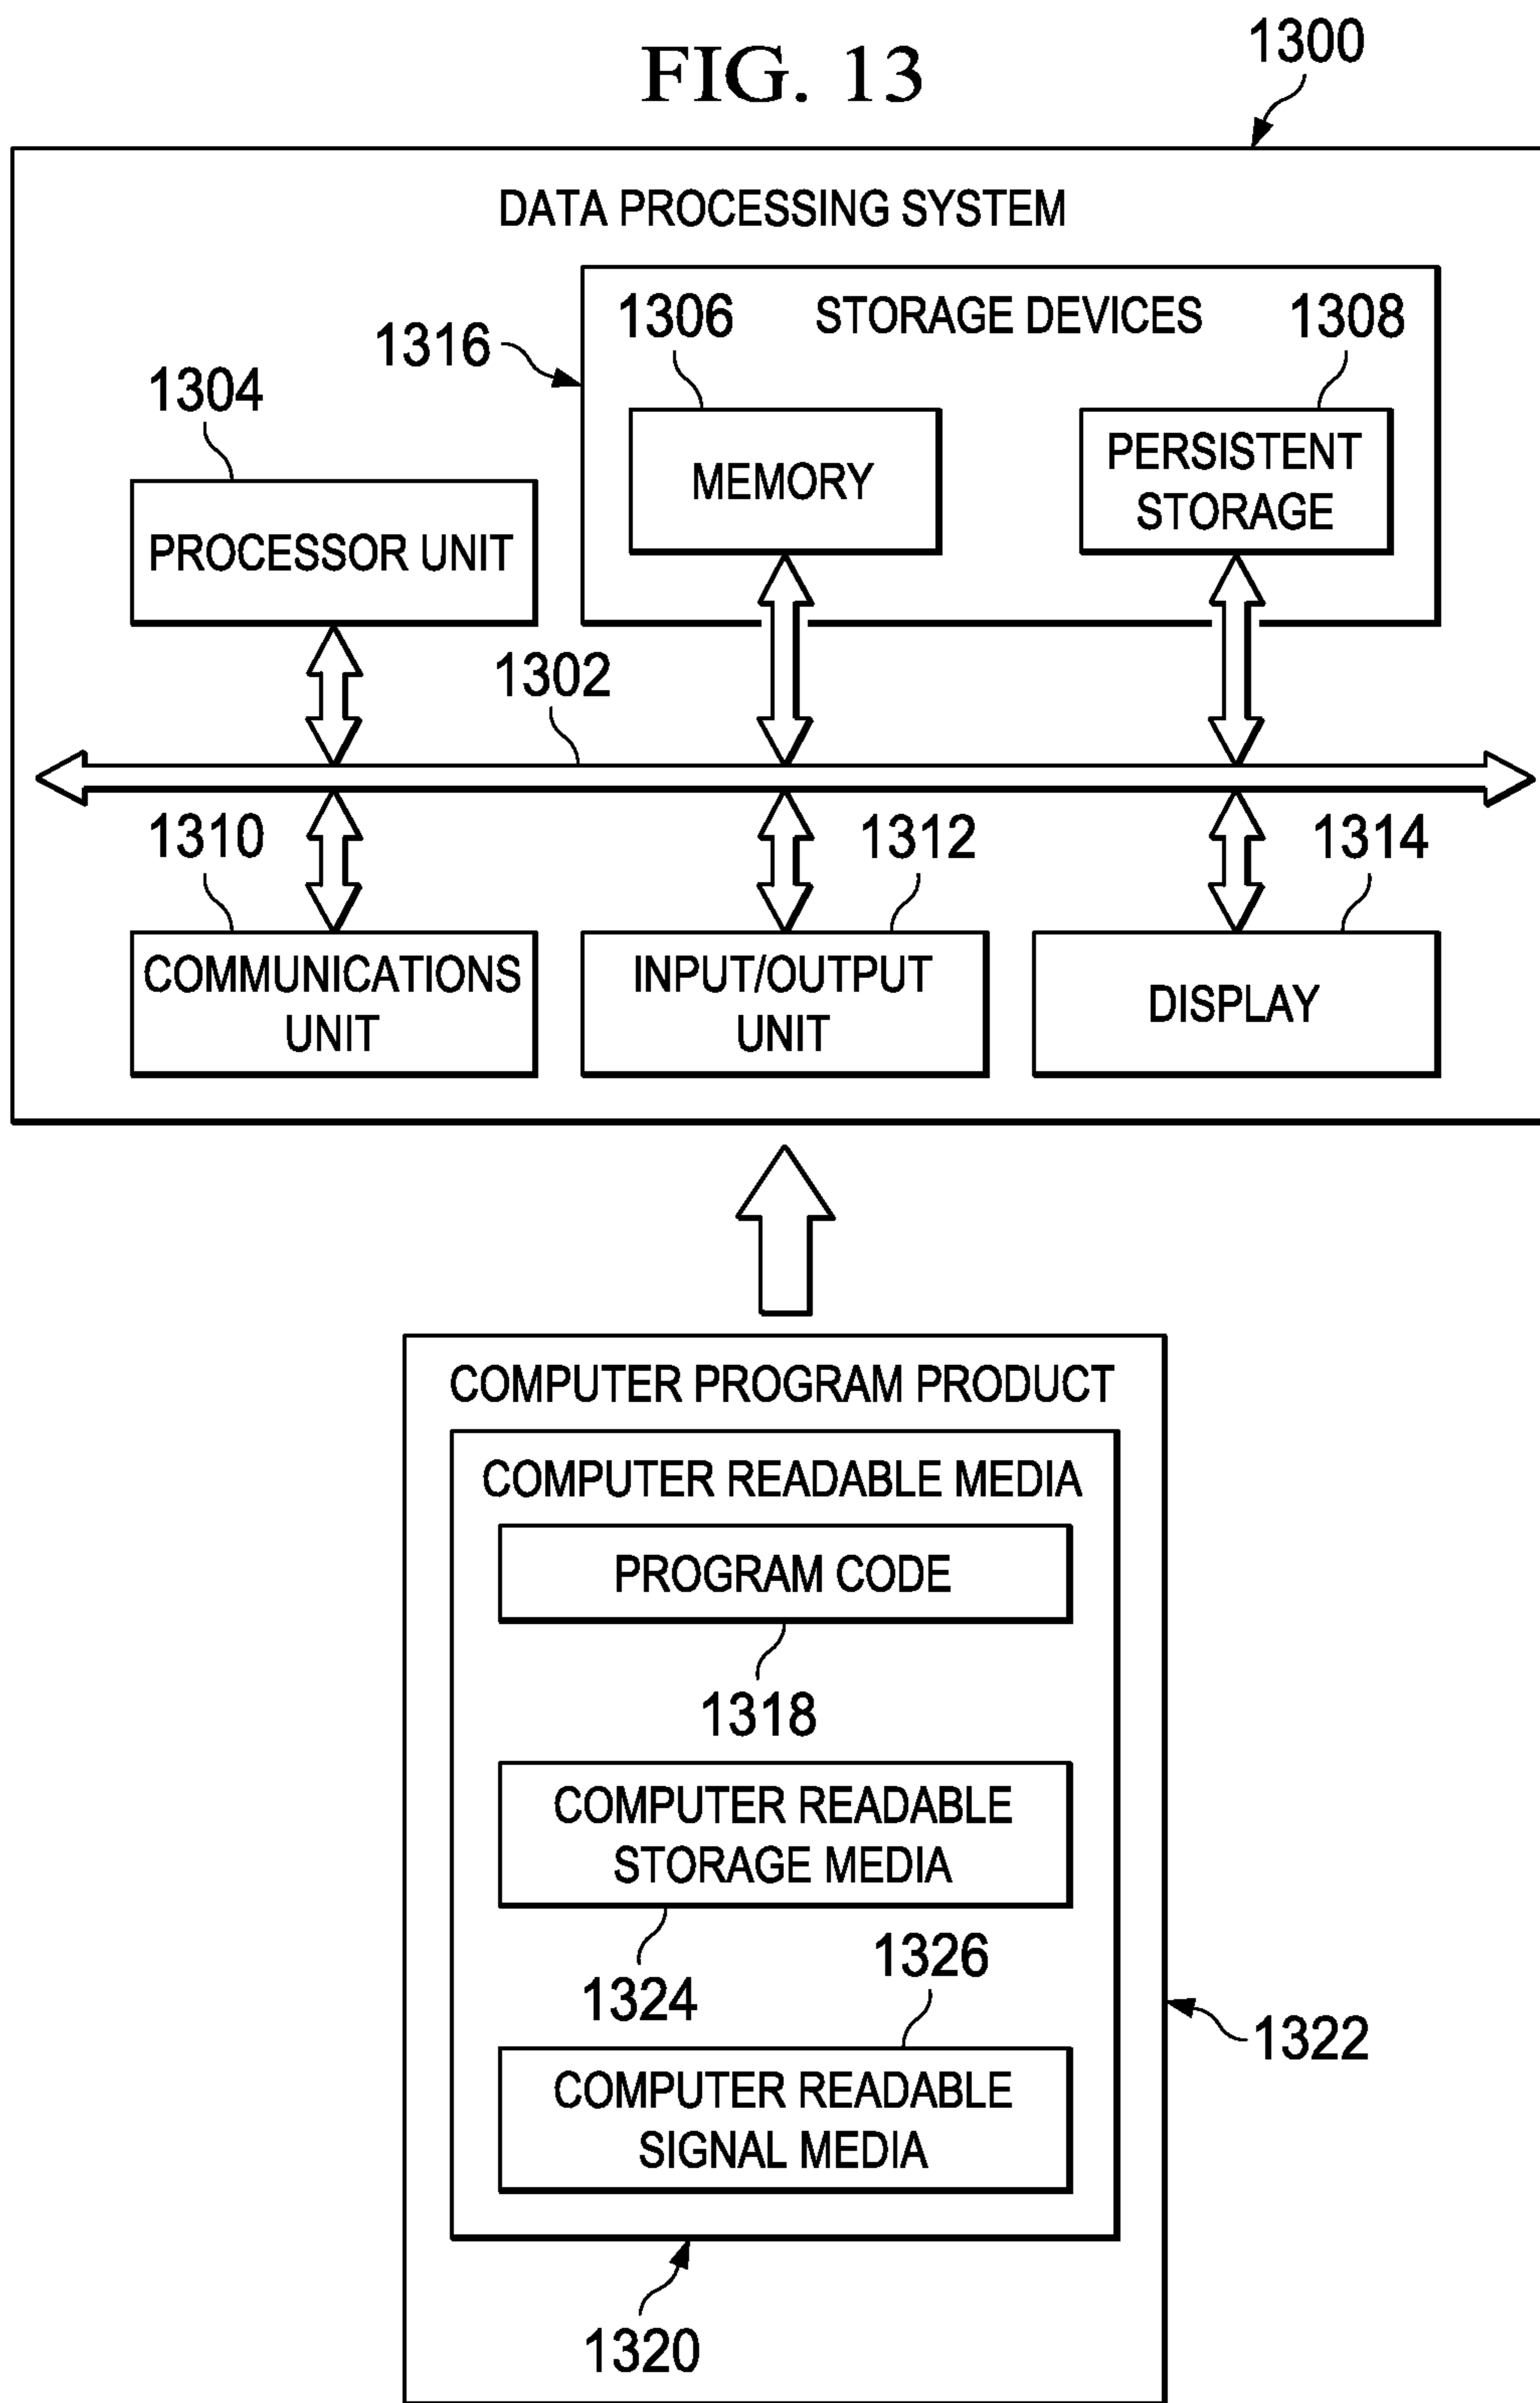 FIG. 13
1300
DATA PROCESSING SYSTEM
1316
1306
STORAGE DEVICES
1308
1304
MEMORY
PERSISTENT
STORAGE
PROCESSOR UNIT
1302
1310
1312
1314
COMMUNICATIONS
UNIT
INPUT/OUTPUT
UNIT
DISPLAY
COMPUTER PROGRAM PRODUCT
COMPUTER READABLE MEDIA
PROGRAM CODE
1318
COMPUTER READABLE
STORAGE MEDIA
1324
1326
1322
COMPUTER READABLE
SIGNAL MEDIA
1320